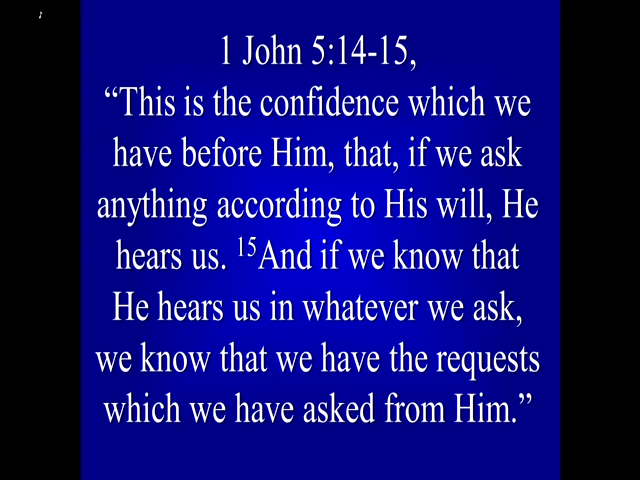 1 John 5:14-15,
“This is the confidence which we
have before Him, that, if we ask
anything according to His will, He
hears us. ¹⁵And if we know that
He hears us in whatever we ask,
we know that we have the requests
which we have asked from Him.”